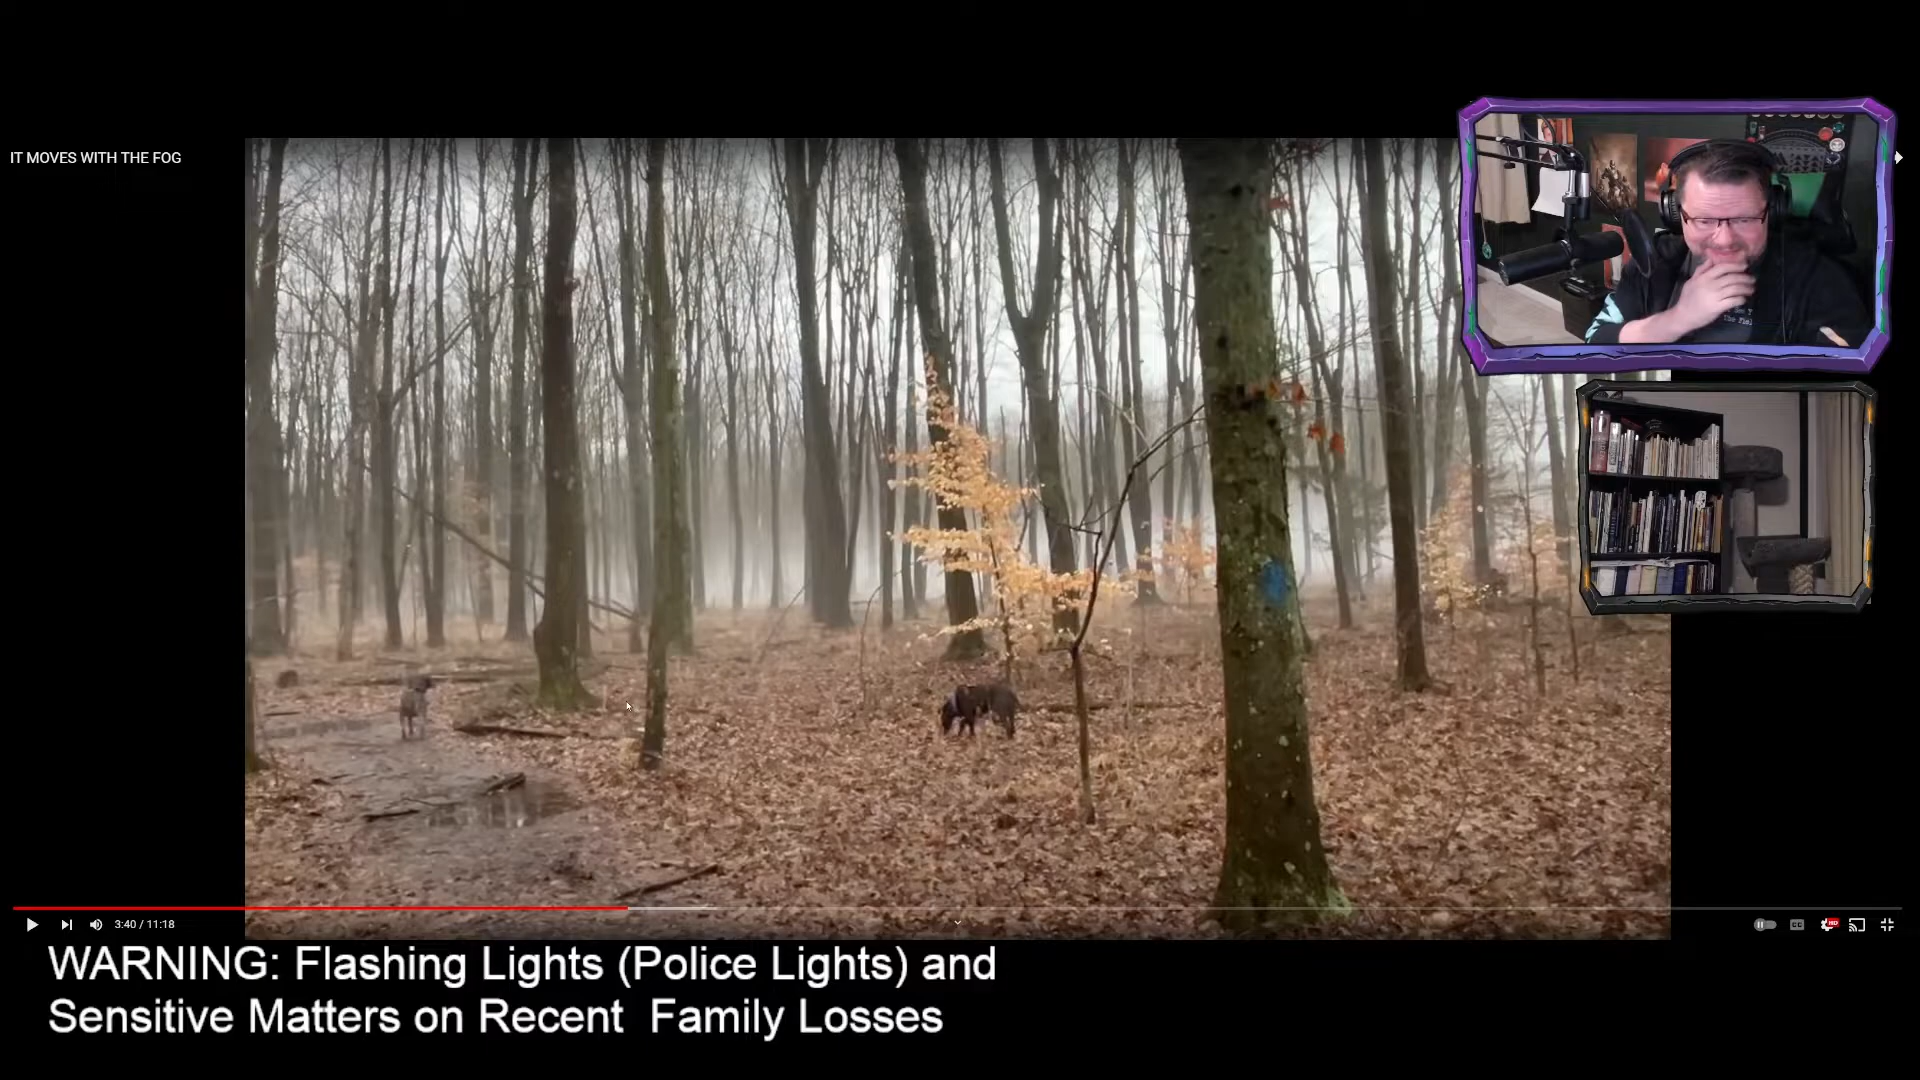 IT MOVES WITH THE FOG
3:40 / 11:18
HD
WARNING: Flashing Lights (Police Lights) and
Sensitive Matters on Recent  Family Losses